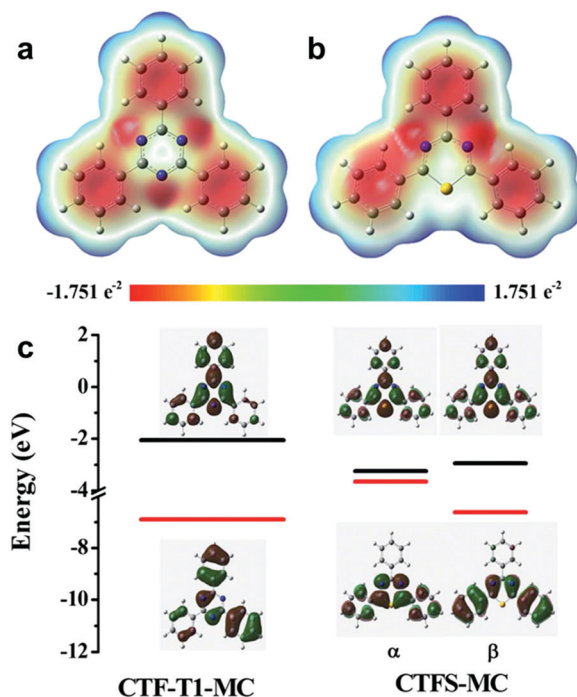 a
b
-1.751 e⁻²
1.751 e⁻²
c
Energy (eV)
2
0
-2
-4
-8
-10
-12
α
β
CTF-T1-MC
CTFS-MC